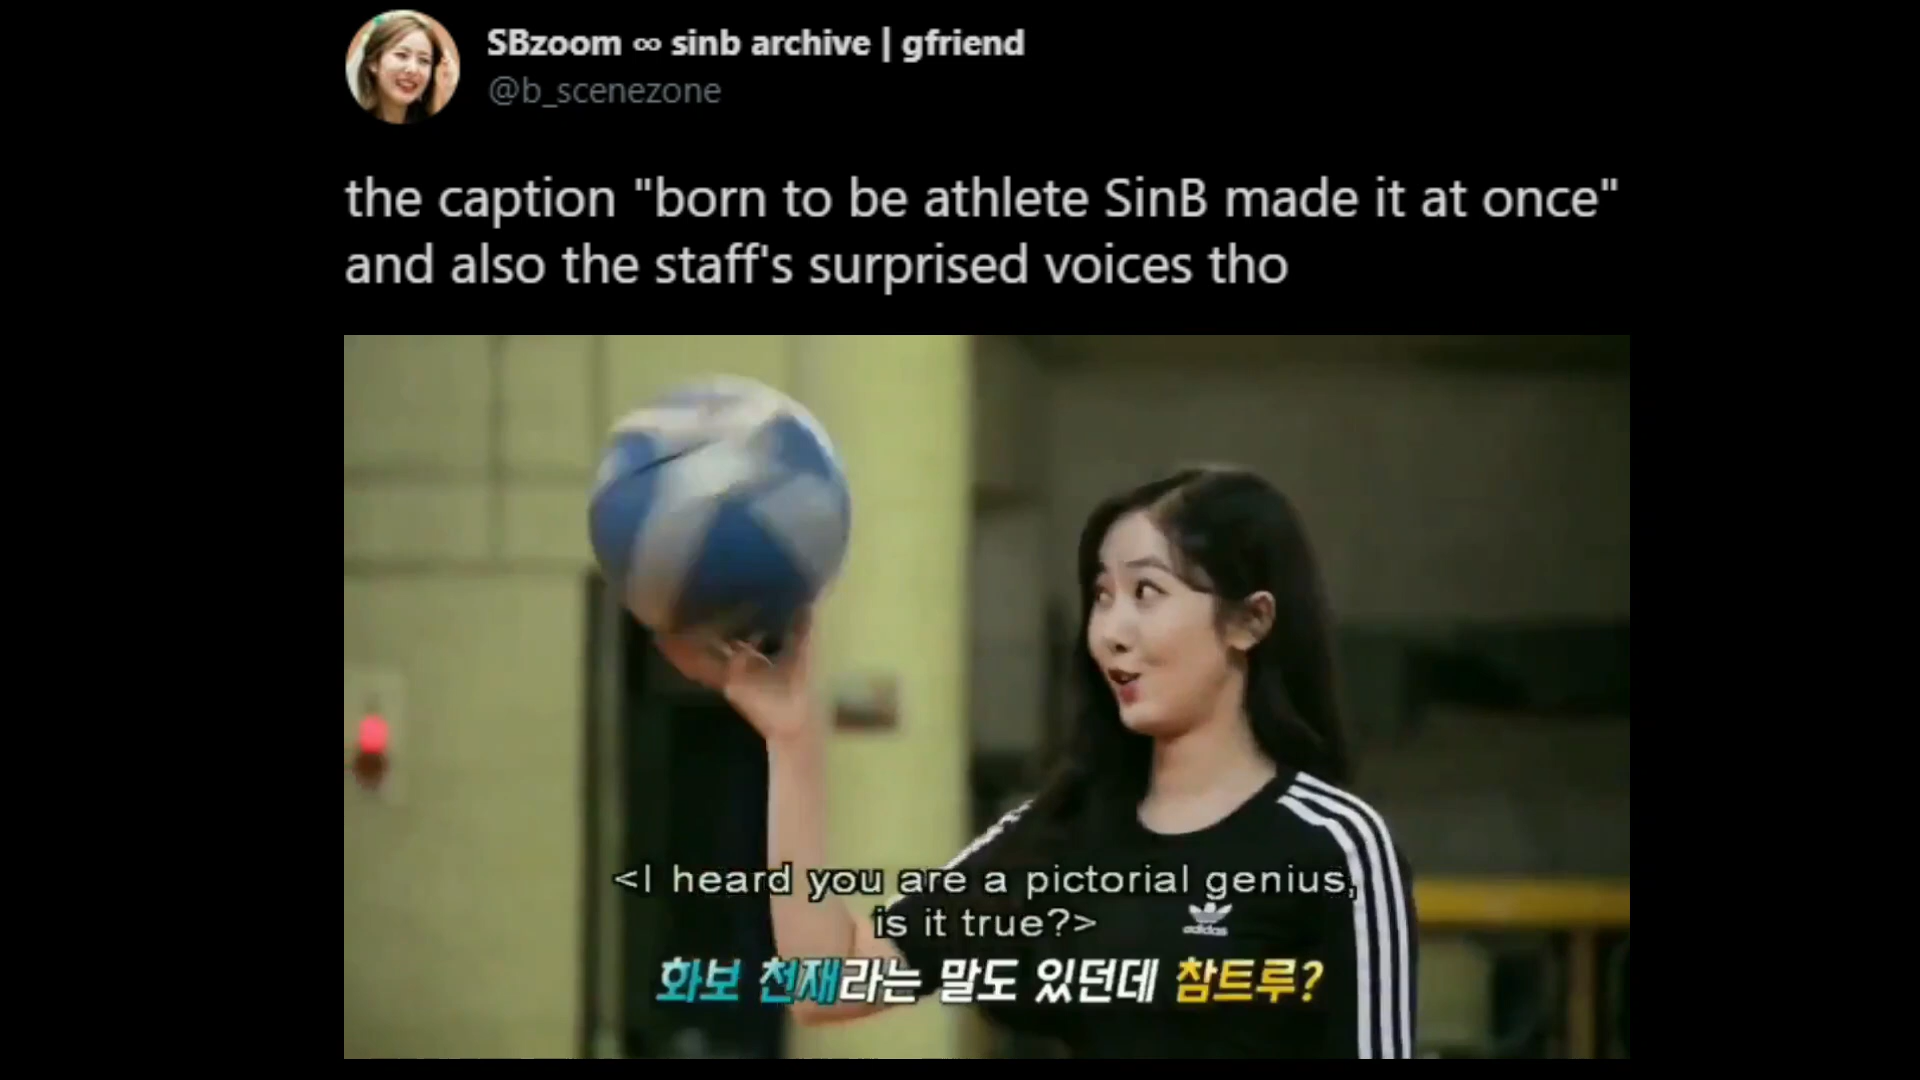 SBzoom ∞ sinb archive | gfriend
@b_scenezone
the caption "born to be athlete SinB made it at once"
and also the staff's surprised voices tho
<I heard you are a pictorial genius,
is it true?>
adidas
화보 천재라는 말도 있던데 참트루?